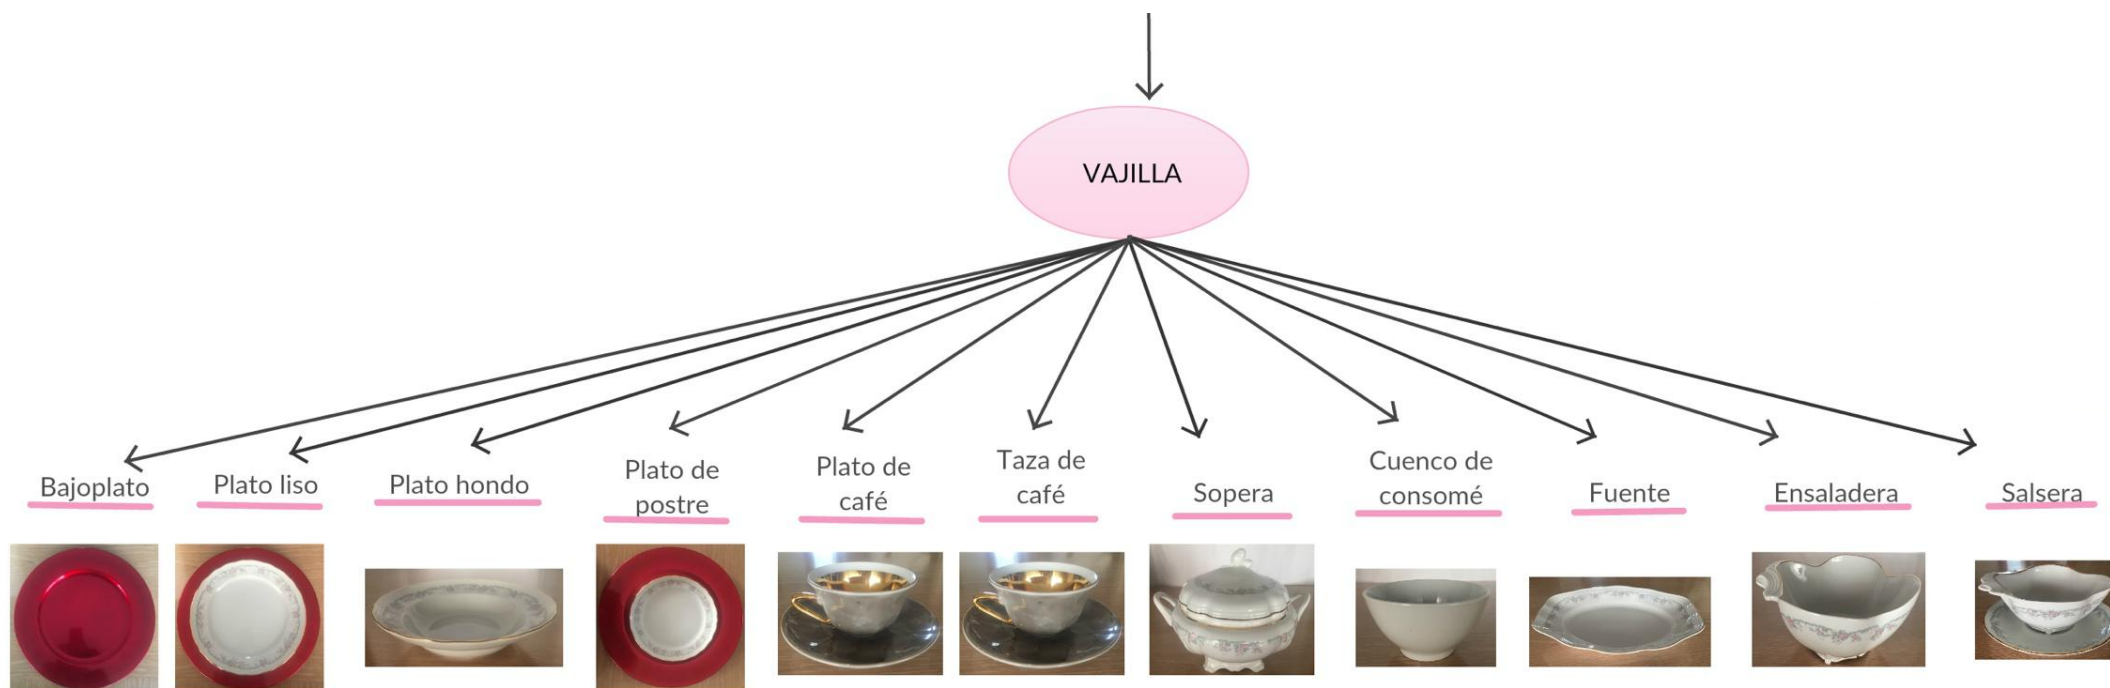 VAJILLA
Bajoplato
Plato liso
Plato hondo
Plato de
postre
Plato de
café
Taza de
café
Sopera
Cuenco de
consomé
Fuente
Ensaladera
Salsera